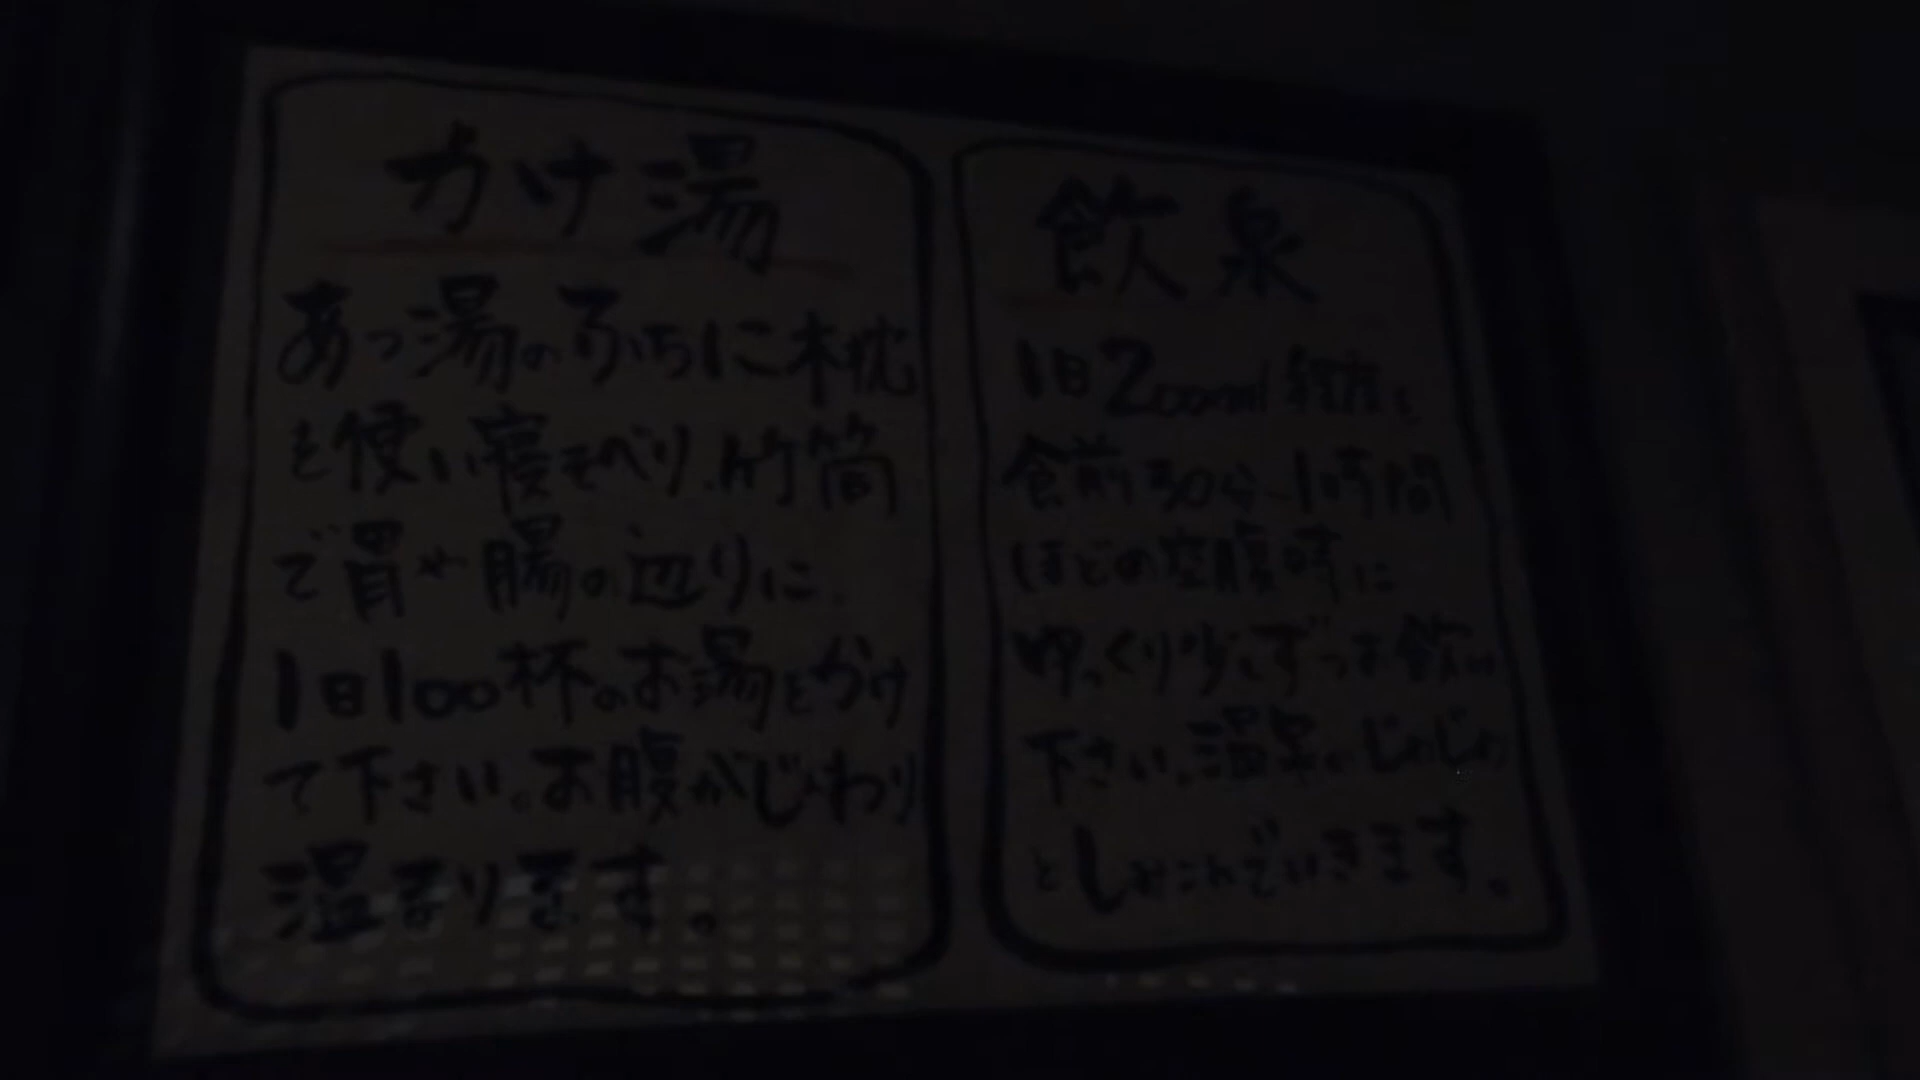 かけ湯
あつ湯のふちに木枕
を使い寝そべり、竹筒
で胃や腸の辺りに、
1日100杯のお湯をかけ
て下さい。お腹がじんわり
温まります。
飲泉
1日200ml程度を
食前30分〜1時間
ほどの空腹時に
ゆっくり少しずつお飲み
下さい。温泉がじわじわ
としみこんでいきます。